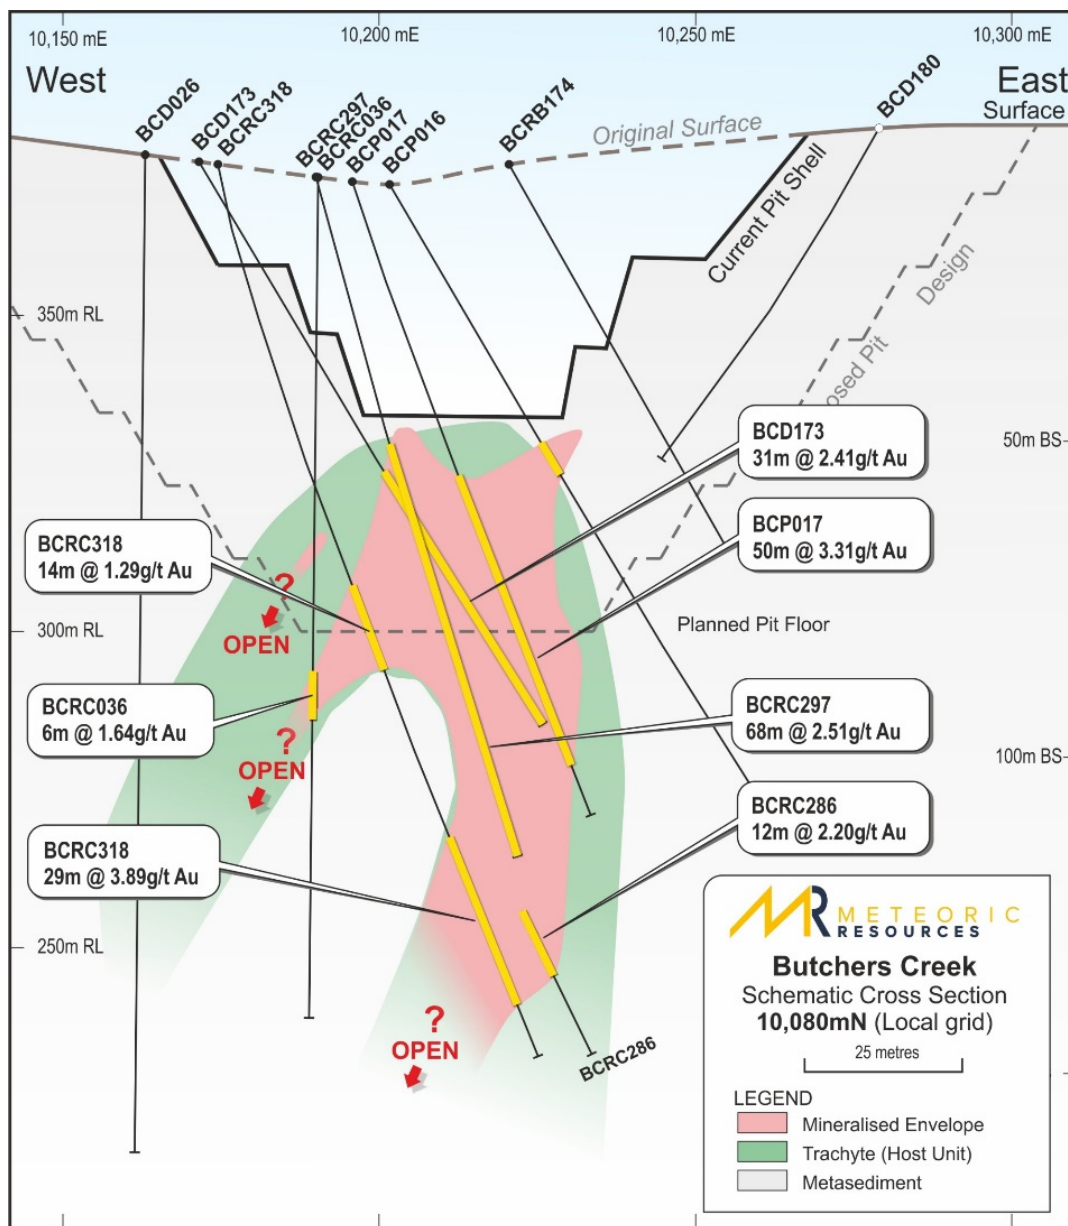 10,150 mE
10,200 mE
10,250 mE
10,300 mE
West
East
Surface
BCD026
BCD173
BCRC318
BCRC297
BCRC036
BCP017
BCP016
BCRB174
BCD180
Original Surface
Current Pit Shell
osed Pit Design
350m RL
50m BS
BCD173
31m @ 2.41g/t Au
BCP017
50m @ 3.31g/t Au
BCRC318
14m @ 1.29g/t Au
?
OPEN
300m RL
Planned Pit Floor
BCRC036
6m @ 1.64g/t Au
?
OPEN
BCRC297
68m @ 2.51g/t Au
100m BS
BCRC286
12m @ 2.20g/t Au
BCRC318
29m @ 3.89g/t Au
250m RL
?
OPEN
BCRC286
MR METEORIC
RESOURCES
Butchers Creek
Schematic Cross Section
10,080mN (Local grid)
25 metres
LEGEND
Mineralised Envelope
Trachyte (Host Unit)
Metasediment